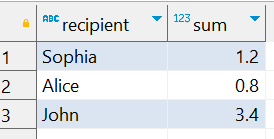 ABC recipient 123 sum
1 Sophia 1.2
2 Alice 0.8
3 John 3.4